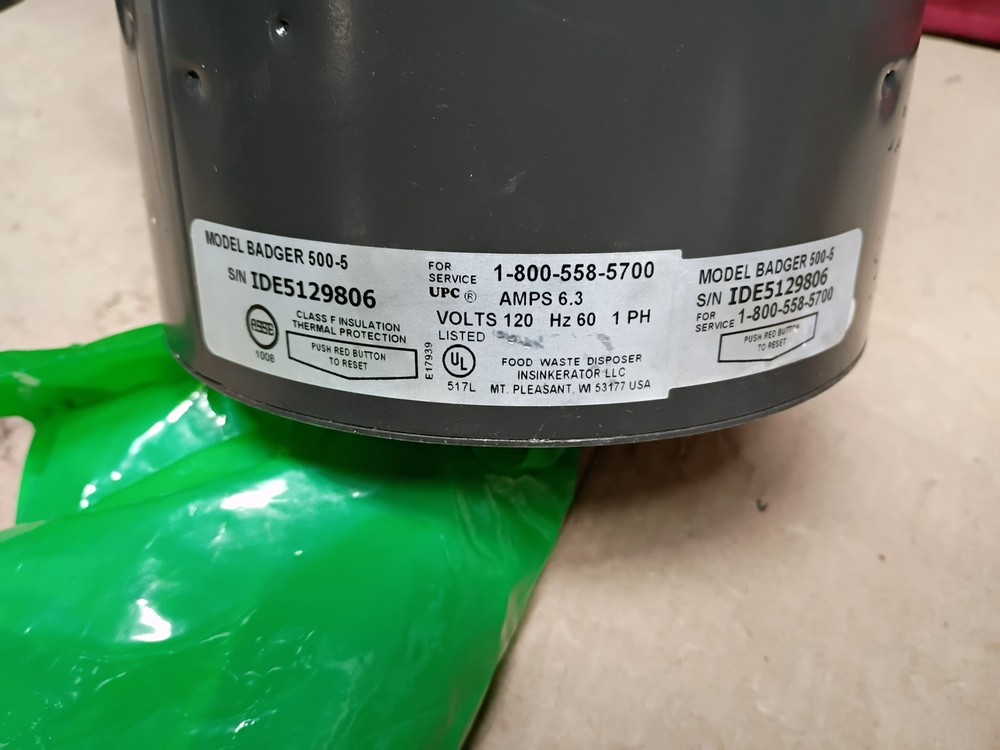 MODEL BADGER 500-5
S/N IDE5129806
ASSE
1008
CLASS F INSULATION
THERMAL PROTECTION
PUSH RED BUTTON
TO RESET
E17939
FOR
SERVICE 1-800-558-5700
UPC ® AMPS 6.3
VOLTS 120 Hz 60 1 PH
LISTED
UL
517L
FOOD WASTE DISPOSER
INSINKERATOR LLC
MT. PLEASANT, WI 53177 USA
MODEL BADGER 500-5
S/N IDE5129806
FOR
SERVICE 1-800-558-5700
PUSH RED BUTTON
TO RESET